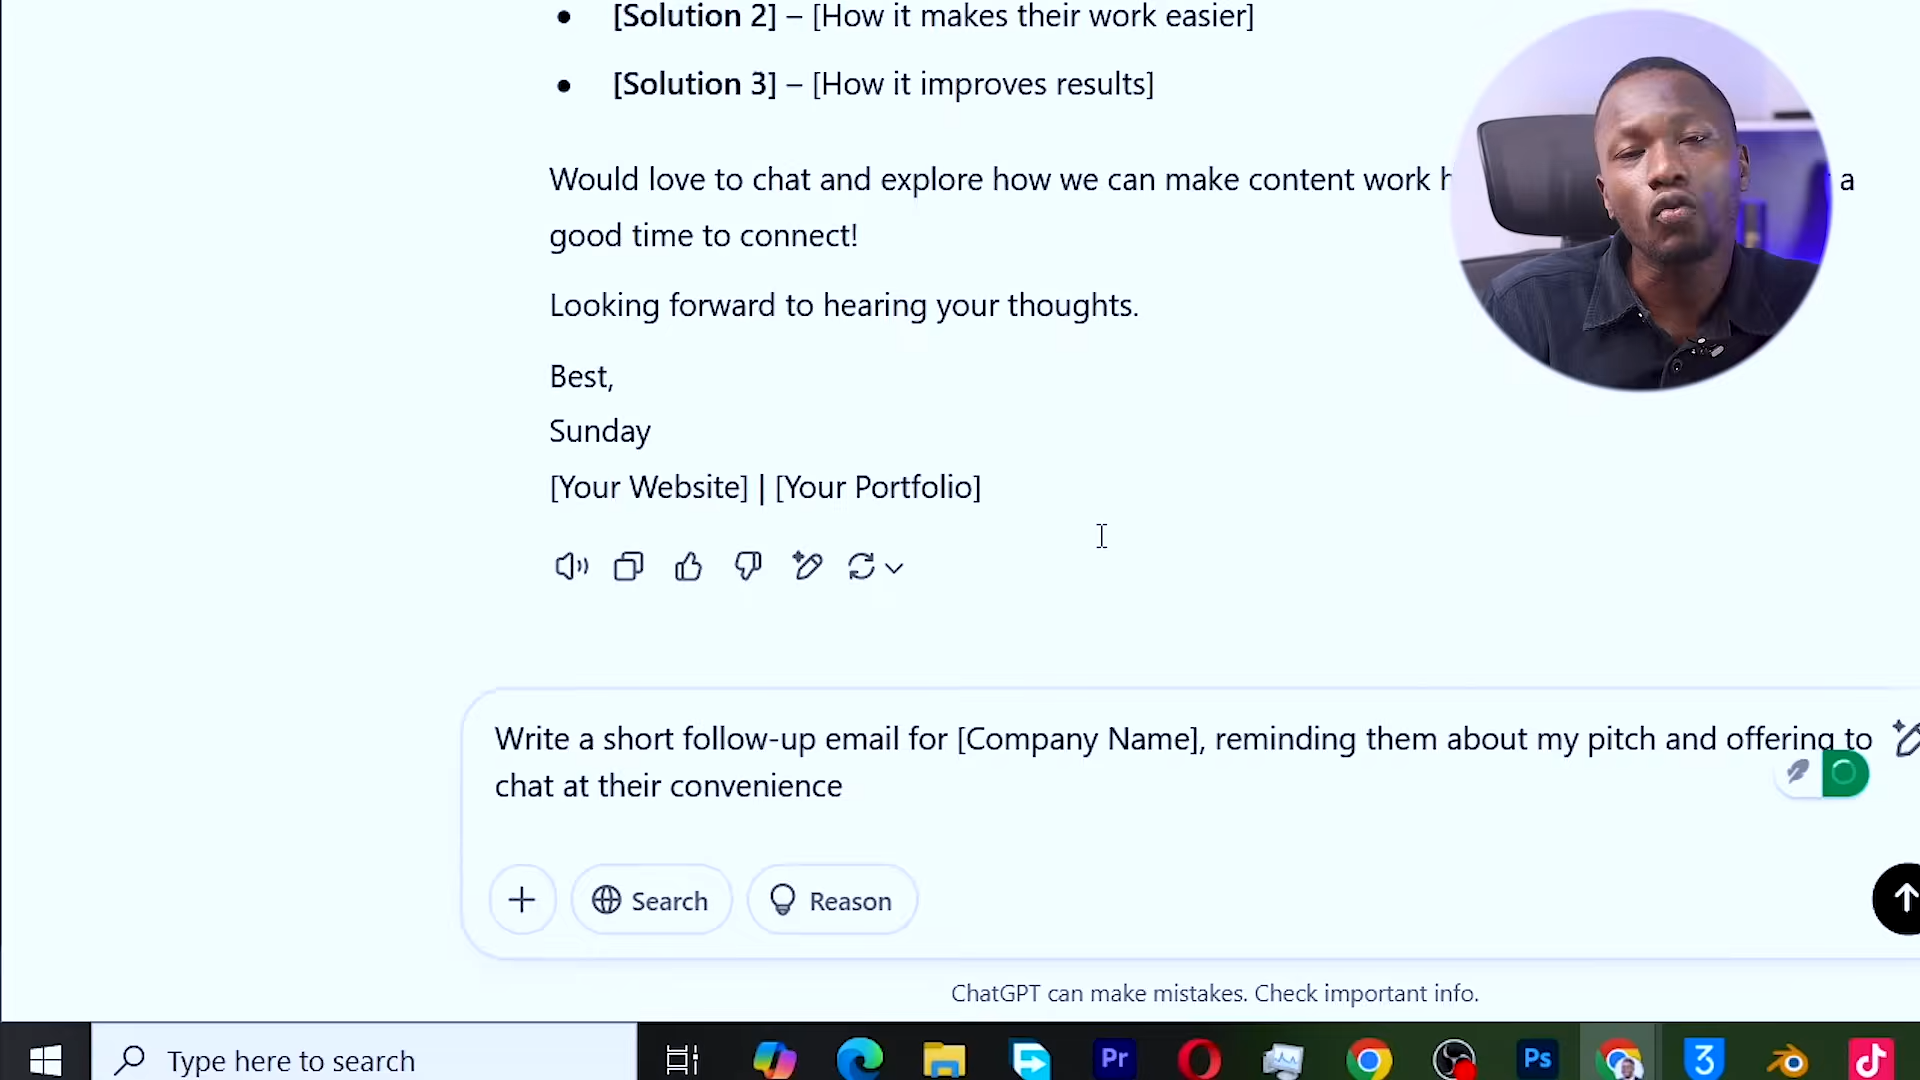 [Solution 2] – [How it makes their work easier]
[Solution 3] – [How it improves results]
Would love to chat and explore how we can make content work a
good time to connect!
Looking forward to hearing your thoughts.
Best,
Sunday
[Your Website] | [Your Portfolio]
Write a short follow-up email for [Company Name], reminding them about my pitch and offering to
chat at their convenience
Search Reason
ChatGPT can make mistakes. Check important info.
Type here to search
Pr Ps 3